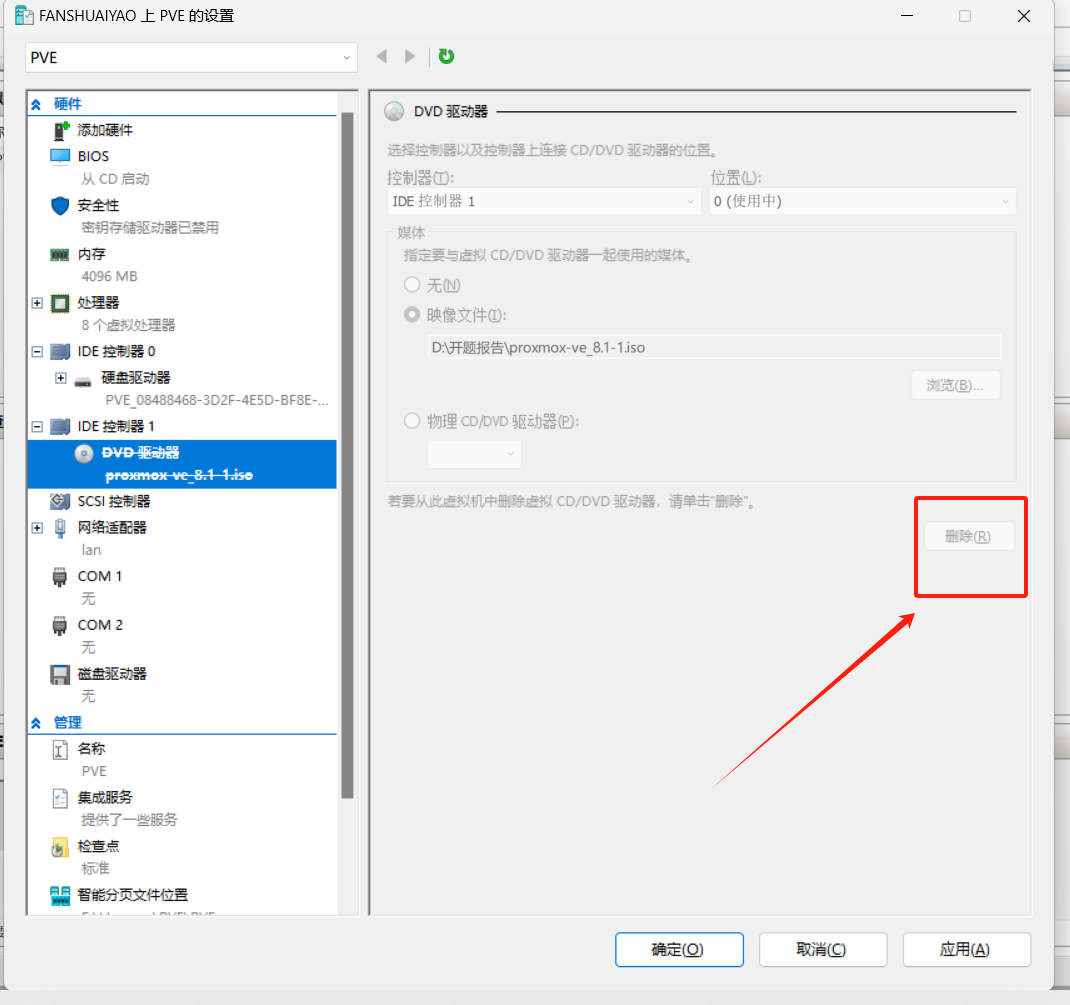 FANSHUAIYAO 上 PVE 的设置
PVE
硬件
添加硬件
BIOS
从 CD 启动
安全性
密钥存储驱动器已禁用
内存
4096 MB
处理器
8 个虚拟处理器
IDE 控制器 0
硬盘驱动器
PVE_08488468-3D2F-4E5D-BF8E-...
IDE 控制器 1
DVD 驱动器
proxmox-ve_8.1-1.iso
SCSI 控制器
网络适配器
lan
COM 1
无
COM 2
无
磁盘驱动器
无
管理
名称
PVE
集成服务
提供了一些服务
检查点
标准
智能分页文件位置
DVD 驱动器
选择控制器以及控制器上连接 CD/DVD 驱动器的位置。
控制器(T):
位置(L):
IDE 控制器 1
0 (使用中)
媒体
指定要与虚拟 CD/DVD 驱动器一起使用的媒体。
无(N)
映像文件(I):
D:\开题报告\proxmox-ve_8.1-1.iso
浏览(B)...
物理 CD/DVD 驱动器(P):
若要从此虚拟机中删除虚拟 CD/DVD 驱动器，请单击"删除"。
删除(R)
确定(O)
取消(C)
应用(A)